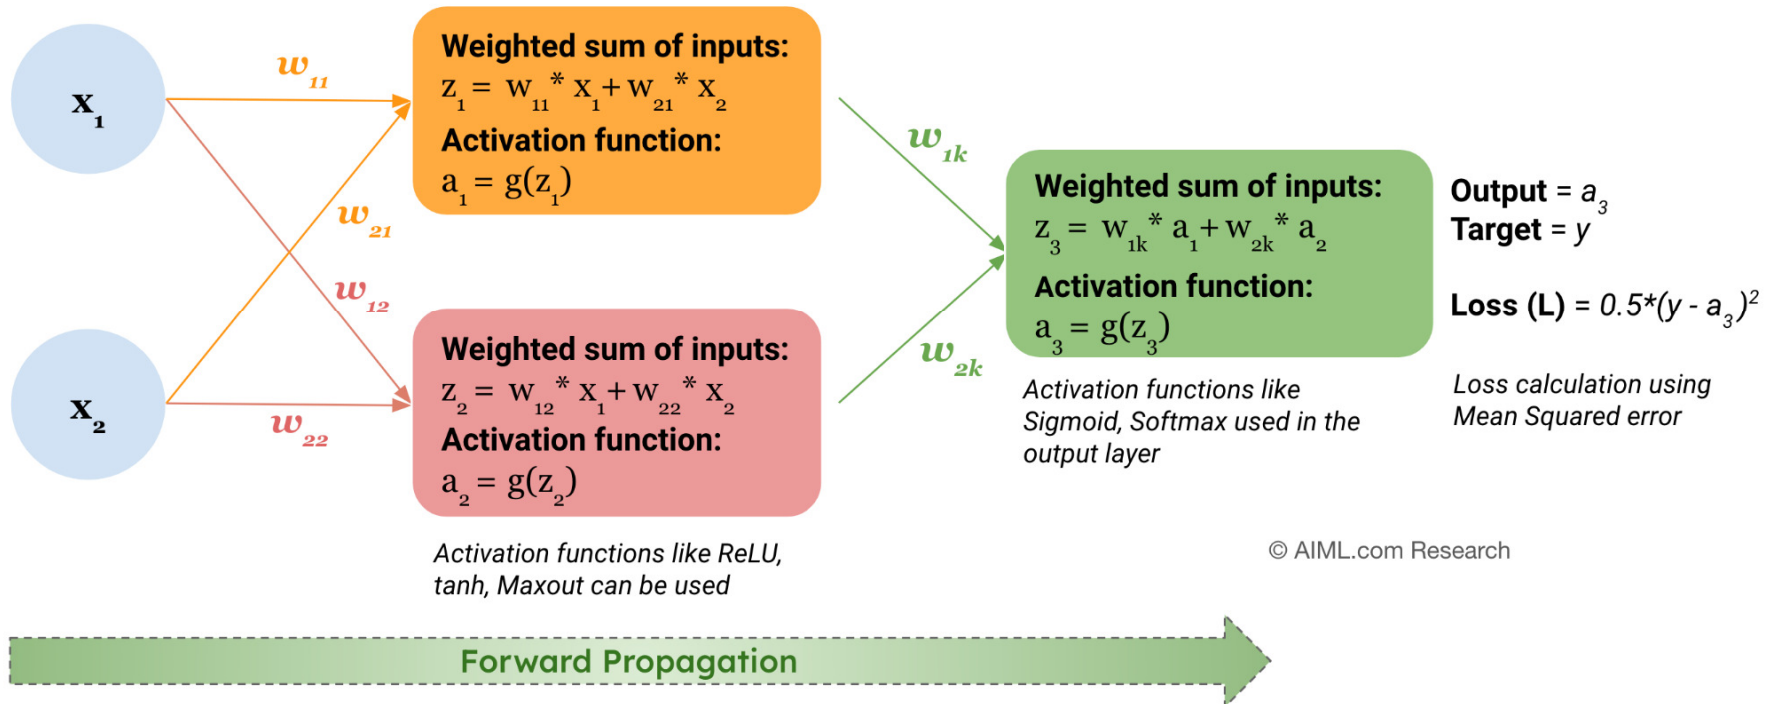 x₁
w₁₁
Weighted sum of inputs:
z₁ = w₁₁* x₁+ w₂₁* x₂
Activation function:
a₁ = g(z₁)
w₂₁
w₁₂
x₂
w₂₂
Weighted sum of inputs:
z₂ = w₁₂* x₁+ w₂₂* x₂
Activation function:
a₂ = g(z₂)
Activation functions like ReLU,
tanh, Maxout can be used
w₁ₖ
w₂ₖ
Weighted sum of inputs:
z₃ = w₁ₖ* a₁+ w₂ₖ* a₂
Activation function:
a₃ = g(z₃)
Activation functions like
Sigmoid, Softmax used in the
output layer
Output = a₃
Target = y
Loss (L) = 0.5*(y - a₃)²
Loss calculation using
Mean Squared error
© AIML.com Research
Forward Propagation